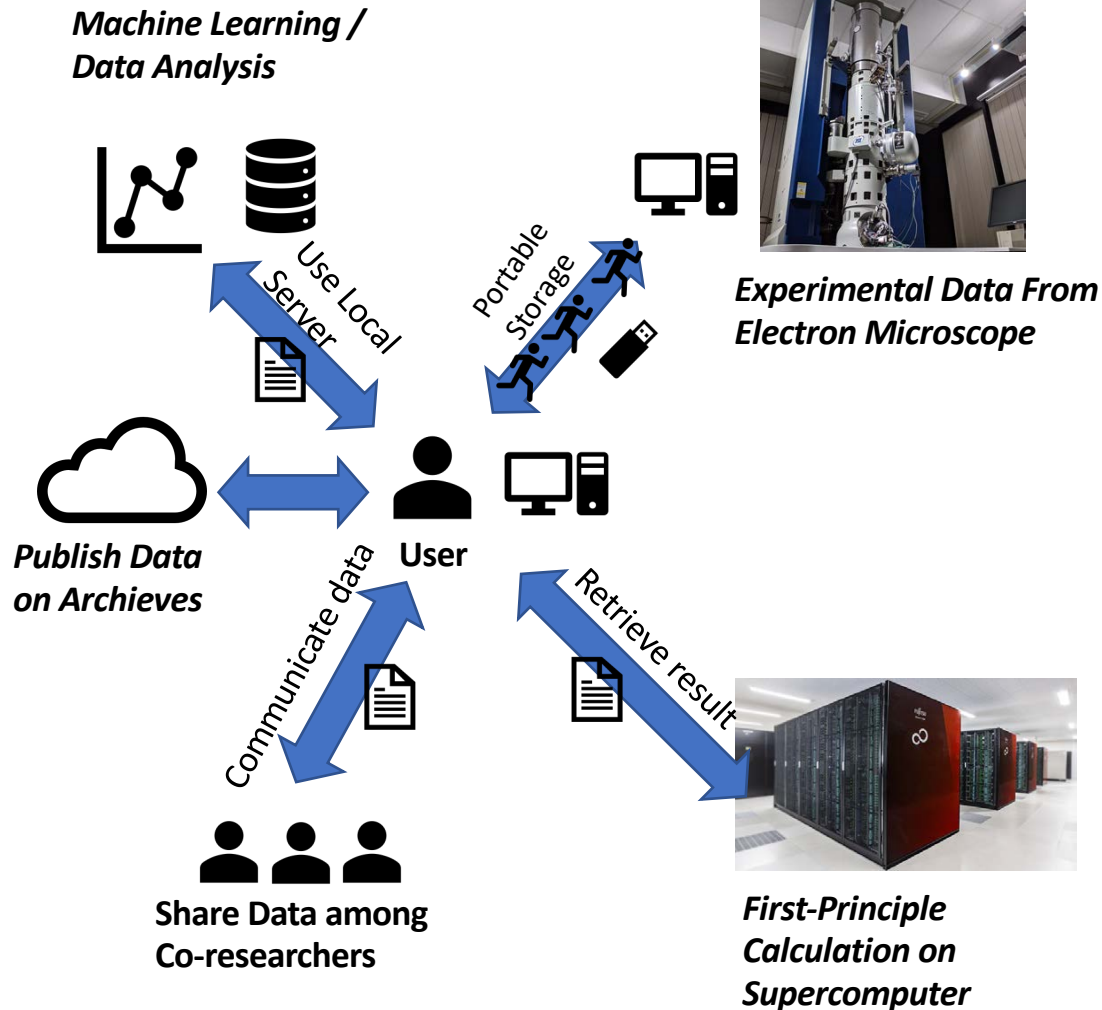 Machine Learning /
Data Analysis
Use Local
Server
Portable
Storage
Experimental Data From
Electron Microscope
Publish Data
on Archieves
User
Communicate data
Retrieve result
Share Data among
Co-researchers
FUJITSU
First-Principle
Calculation on
Supercomputer